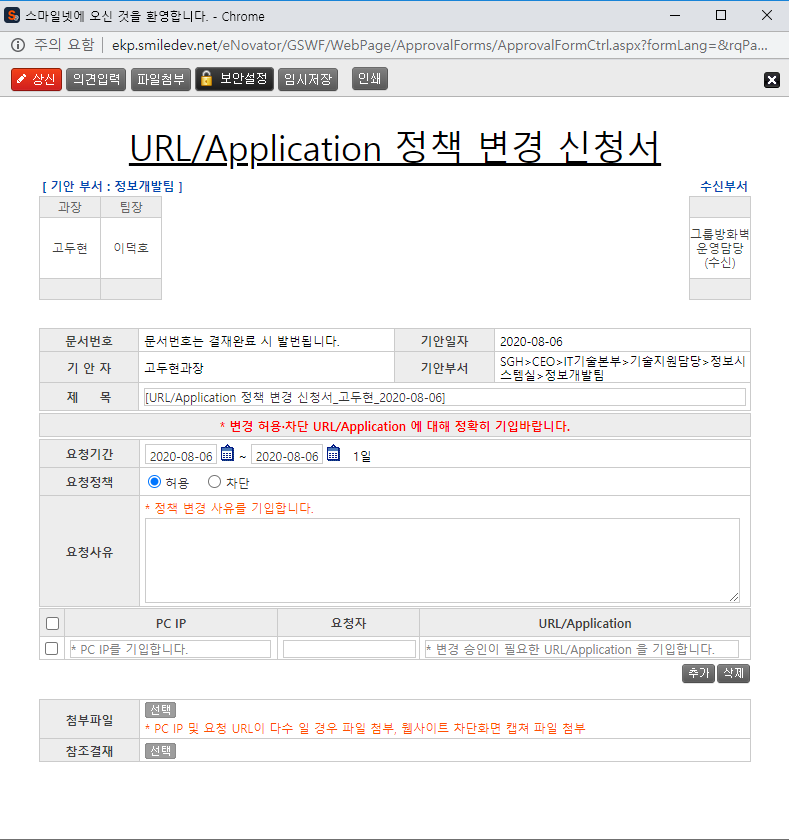 스마일넷에 오신 것을 환영합니다. - Chrome
주의 요함 | ekp.smiledev.net/eNovator/GSWF/WebPage/ApprovalForms/ApprovalFormCtrl.aspx?formLang=&rqPa...
상신 의견입력 파일첨부 보안설정 임시저장 인쇄
URL/Application 정책 변경 신청서
[ 기안 부서 : 정보개발팀 ] 수신부서
과장 팀장
고두현 이덕호 그룹방화벽
운영담당
(수신)
문서번호 문서번호는 결재완료 시 발번됩니다. 기안일자 2020-08-06
기 안 자 고두현과장 기안부서 SGH>CEO>IT기술본부>기술지원담당>정보시
스템실>정보개발팀
제 목 [URL/Application 정책 변경 신청서_고두현_2020-08-06]
* 변경 허용·차단 URL/Application 에 대해 정확히 기입바랍니다.
요청기간 2020-08-06 ~ 2020-08-06 1일
요청정책 허용 차단
* 정책 변경 사유를 기입합니다.
요청사유
PC IP 요청자 URL/Application
* PC IP를 기입합니다. * 변경 승인이 필요한 URL/Application 을 기입합니다.
추가 삭제
첨부파일 선택
* PC IP 및 요청 URL이 다수 일 경우 파일 첨부, 웹사이트 차단화면 캡쳐 파일 첨부
참조결재 선택